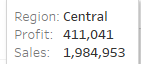 Region: Central
Profit: 411,041
Sales: 1,984,953